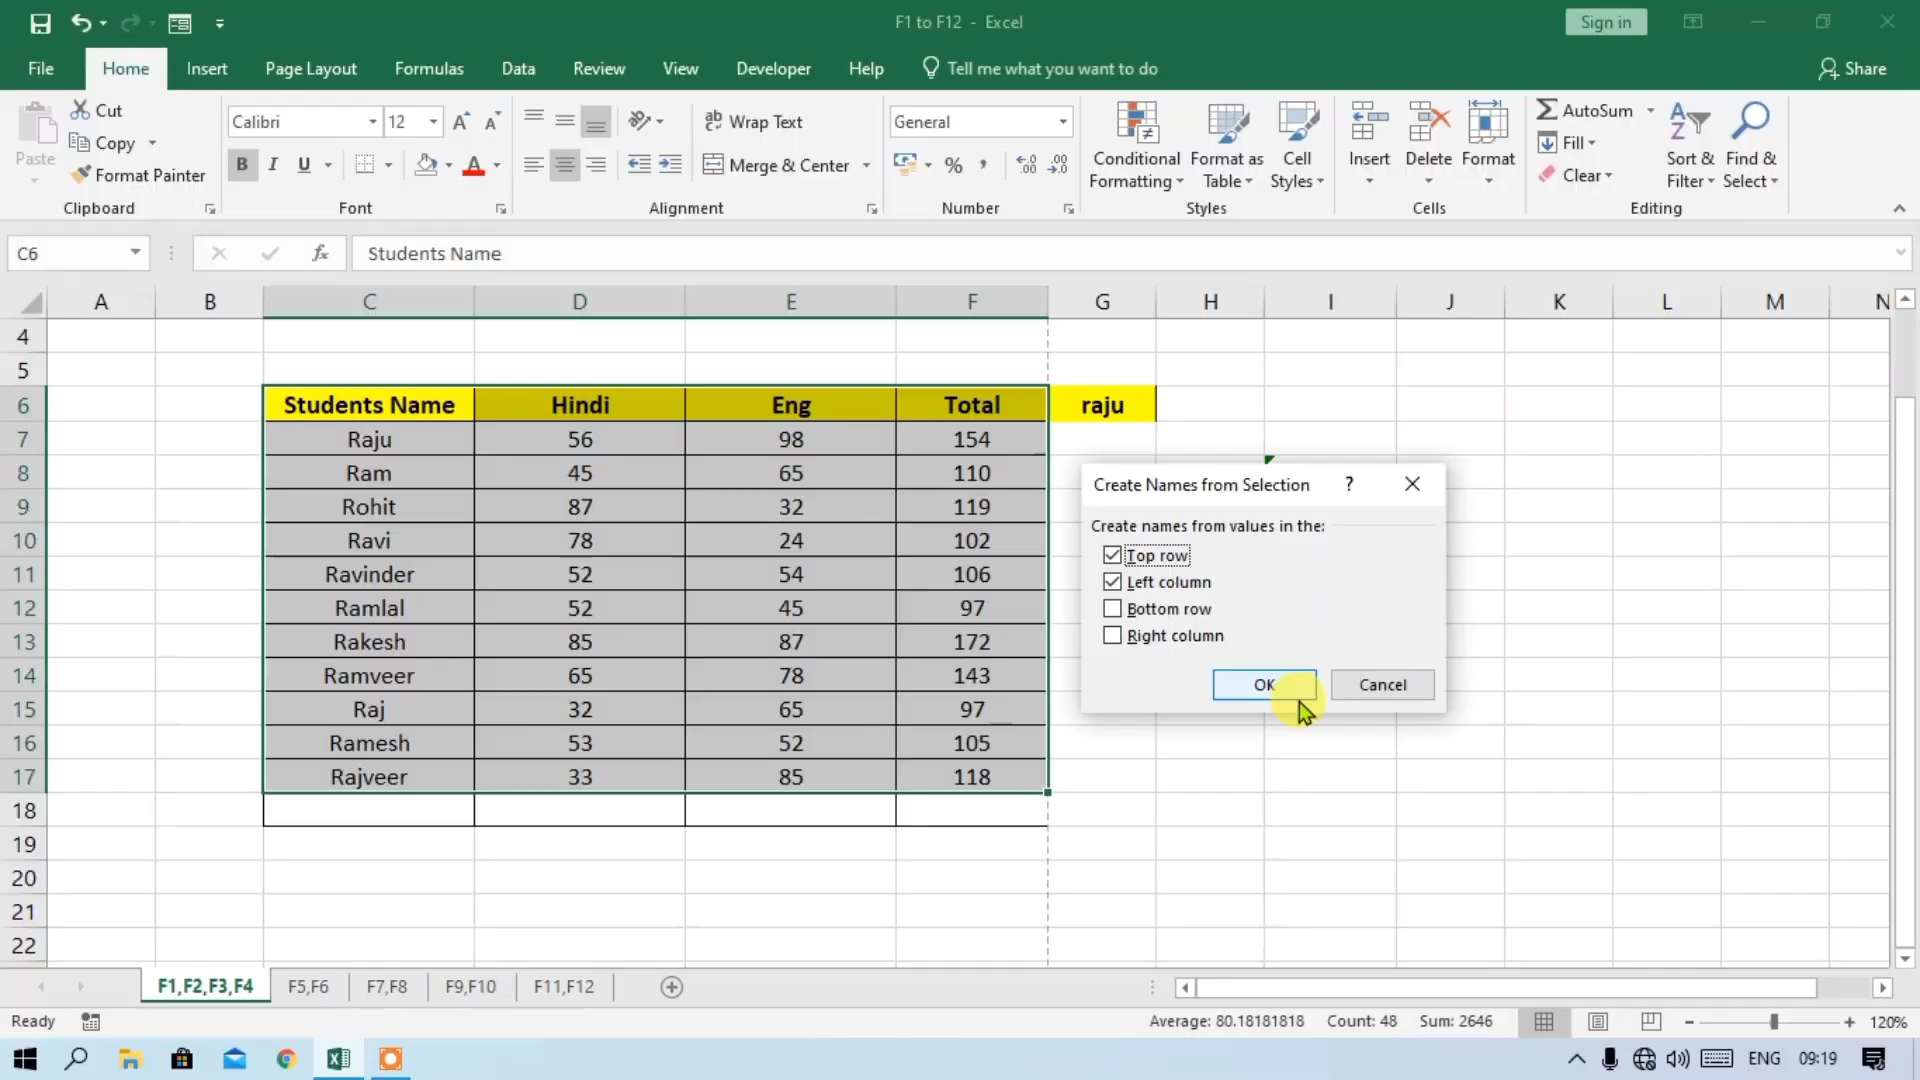 F1 to F12 - Excel
Sign in
File
Home
Insert
Page Layout
Formulas
Data
Review
View
Developer
Help
Tell me what you want to do
Share
Paste
Cut
Copy
Format Painter
Clipboard
Calibri
12
A
A
B
I
U
A
Font
ab
ab
c
Wrap Text
Merge & Center
Alignment
General
%
,
.00
.00
Number
Conditional
Formatting
Format as
Table
Cell
Styles
Styles
Insert
Delete
Format
Cells
AutoSum
Fill
Clear
A
Z
Sort &
Filter
Find &
Select
Editing
C6
fx
Students Name
A B C D E F G H I J K L M N
4
5
6 Students Name Hindi Eng Total raju
7 Raju 56 98 154
8 Ram 45 65 110
9 Rohit 87 32 119
10 Ravi 78 24 102
11 Ravinder 52 54 106
12 Ramlal 52 45 97
13 Rakesh 85 87 172
14 Ramveer 65 78 143
15 Raj 32 65 97
16 Ramesh 53 52 105
17 Rajveer 33 85 118
18
19
20
21
22
Create Names from Selection ?
Create names from values in the:
Top row
Left column
Bottom row
Right column
OK
Cancel
F1,F2,F3,F4
F5,F6
F7,F8
F9,F10
F11,F12
Ready
Average: 80.18181818 Count: 48 Sum: 2646
120%
ENG
09:19